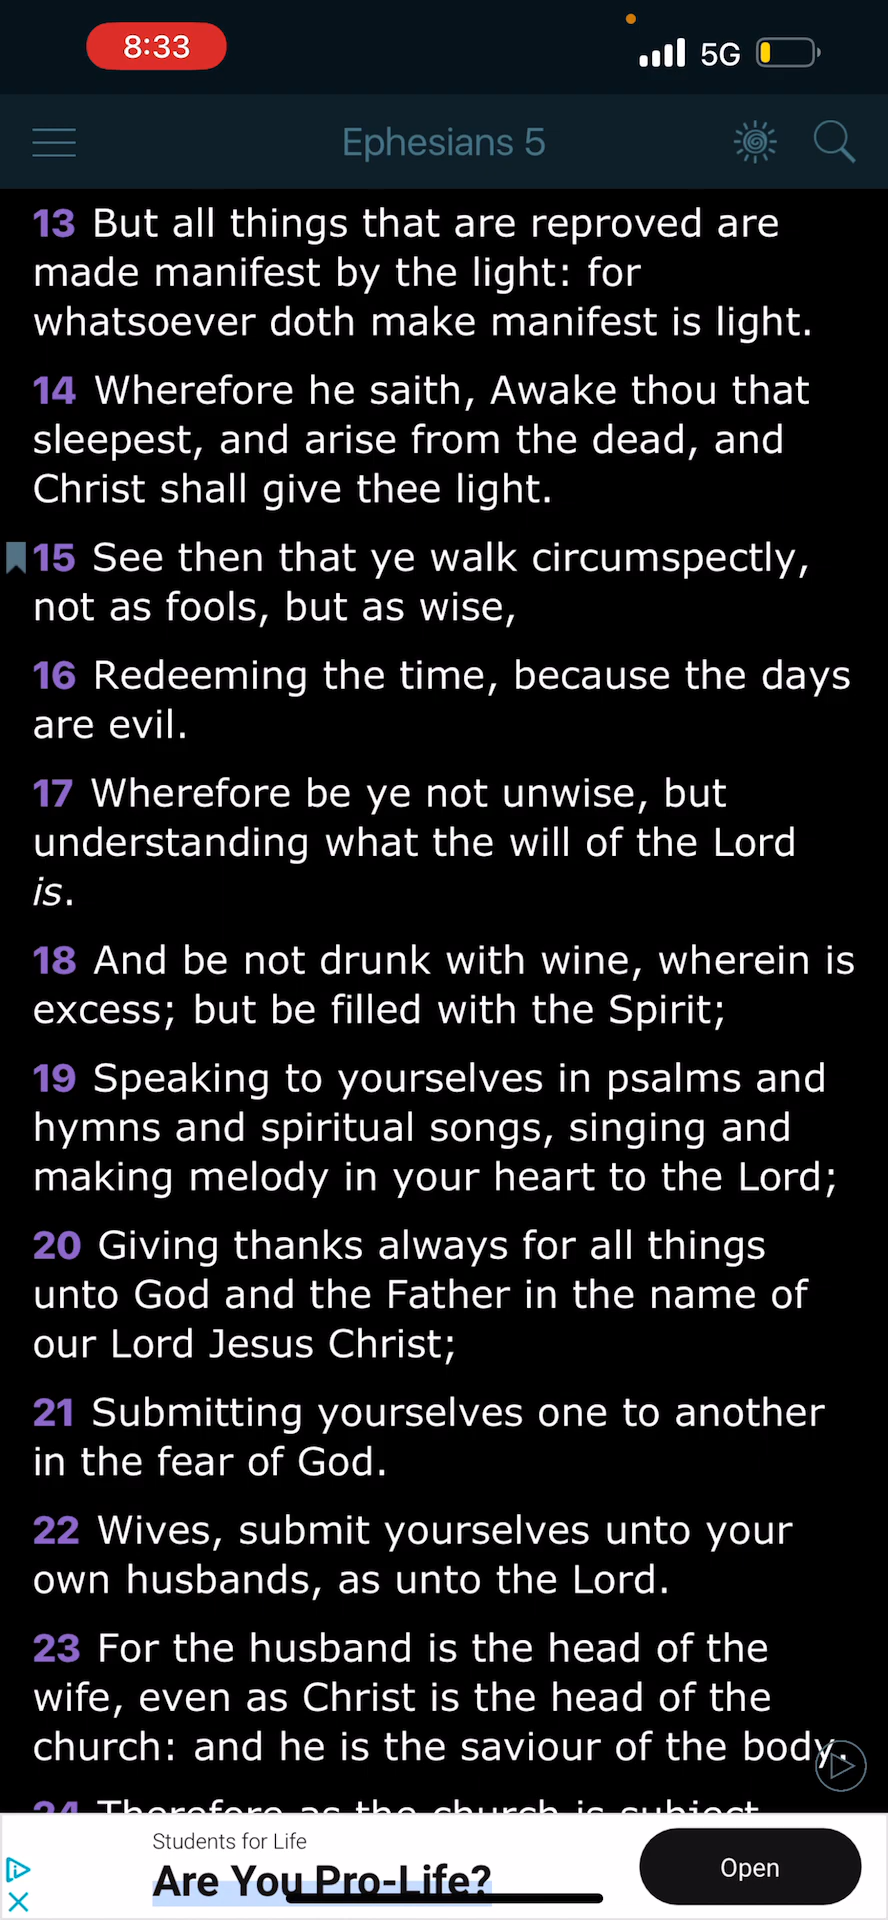 8:33
5G
Ephesians 5
13 But all things that are reproved are
made manifest by the light: for
whatsoever doth make manifest is light.
14 Wherefore he saith, Awake thou that
sleepest, and arise from the dead, and
Christ shall give thee light.
15 See then that ye walk circumspectly,
not as fools, but as wise,
16 Redeeming the time, because the days
are evil.
17 Wherefore be ye not unwise, but
understanding what the will of the Lord
is.
18 And be not drunk with wine, wherein is
excess; but be filled with the Spirit;
19 Speaking to yourselves in psalms and
hymns and spiritual songs, singing and
making melody in your heart to the Lord;
20 Giving thanks always for all things
unto God and the Father in the name of
our Lord Jesus Christ;
21 Submitting yourselves one to another
in the fear of God.
22 Wives, submit yourselves unto your
own husbands, as unto the Lord.
23 For the husband is the head of the
wife, even as Christ is the head of the
church: and he is the saviour of the body.
24 Therefore as the church is subject
Students for Life
Are You Pro-Life?
Open